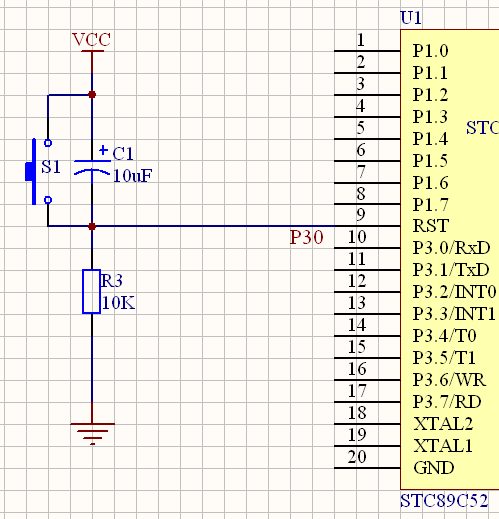 U1
VCC
1 P1.0
2 P1.1
3 P1.2
4 P1.3
5 P1.4
6 P1.5
7 P1.6
8 P1.7
9 RST
10 P3.0/RxD
11 P3.1/TxD
12 P3.2/INT0
13 P3.3/INT1
14 P3.4/T0
15 P3.5/T1
16 P3.6/WR
17 P3.7/RD
18 XTAL2
19 XTAL1
20 GND
STC
S1
+ C1
10uF
P30
R3
10K
STC89C52